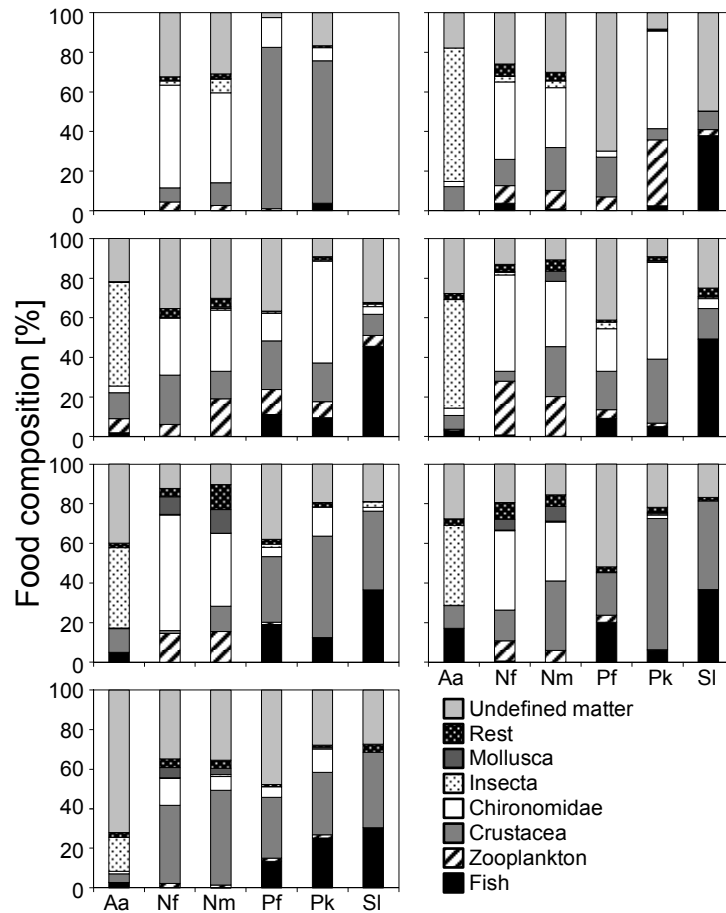 Food composition [%]
100
80
60
40
20
0
100
80
60
40
20
0
100
80
60
40
20
0
100
80
60
40
20
0
Aa Nf Nm Pf Pk Sl
Aa Nf Nm Pf Pk Sl
Undefined matter
Rest
Mollusca
Insecta
Chironomidae
Crustacea
Zooplankton
Fish